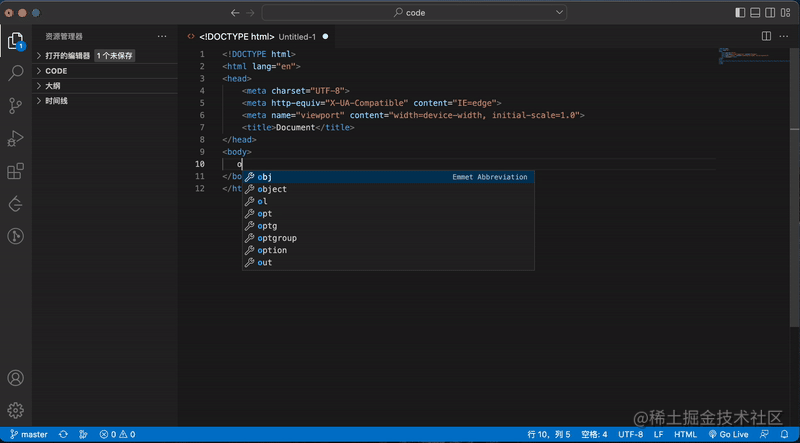 code
资源管理器
打开的编辑器 1 个未保存
CODE
大纲
时间线
1
<!DOCTYPE html> Untitled-1
1 <!DOCTYPE html>
2 <html lang="en">
3 <head>
4 <meta charset="UTF-8">
5 <meta http-equiv="X-UA-Compatible" content="IE=edge">
6 <meta name="viewport" content="width=device-width, initial-scale=1.0">
7 <title>Document</title>
8 </head>
9 <body>
10 o
11 </bo
12 </ht
obj Emmet Abbreviation
object
ol
opt
optg
optgroup
option
out
@稀土掘金技术社区
master 0 0 行 10，列 5 空格: 4 UTF-8 LF HTML Go Live